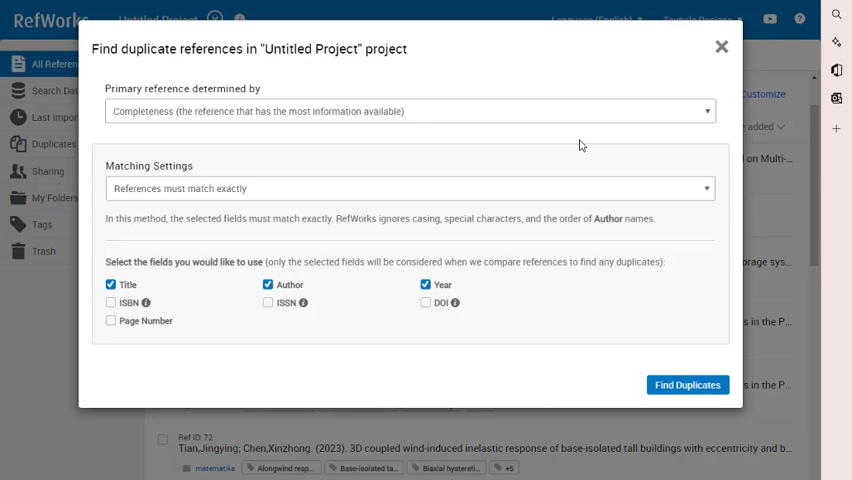 RefWorks
Untitled Project
Language (English)
Find duplicate references in "Untitled Project" project
Primary reference determined by
Completeness (the reference that has the most information available)
Matching Settings
References must match exactly
In this method, the selected fields must match exactly. RefWorks ignores casing, special characters, and the order of Author names.
Select the fields you would like to use (only the selected fields will be considered when we compare references to find any duplicates):
Title Author Year
ISBN ISSN DOI
Page Number
Find Duplicates
All Referen
Search Dat
Last Impor
Duplicates
Sharing
My Folders
Tags
Trash
Customize
e added
d on Multi-
orage sys...
s in the P...
s in the P...
Ref ID: 72
Tian,Jingying; Chen,Xinzhong. (2023). 3D coupled wind-induced inelastic response of base-isolated tall buildings with eccentricity and b...
matematika Alongwind resp... Base-isolated ta... Biaxial hystereti... +5